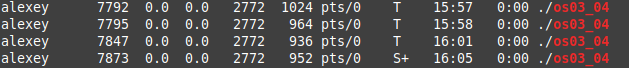 alexey 7792 0.0 0.0 2772 1024 pts/0 T 15:57 0:00 ./os03_04
alexey 7795 0.0 0.0 2772 964 pts/0 T 15:58 0:00 ./os03_04
alexey 7847 0.0 0.0 2772 936 pts/0 T 16:01 0:00 ./os03_04
alexey 7873 0.0 0.0 2772 952 pts/0 S+ 16:05 0:00 ./os03_04